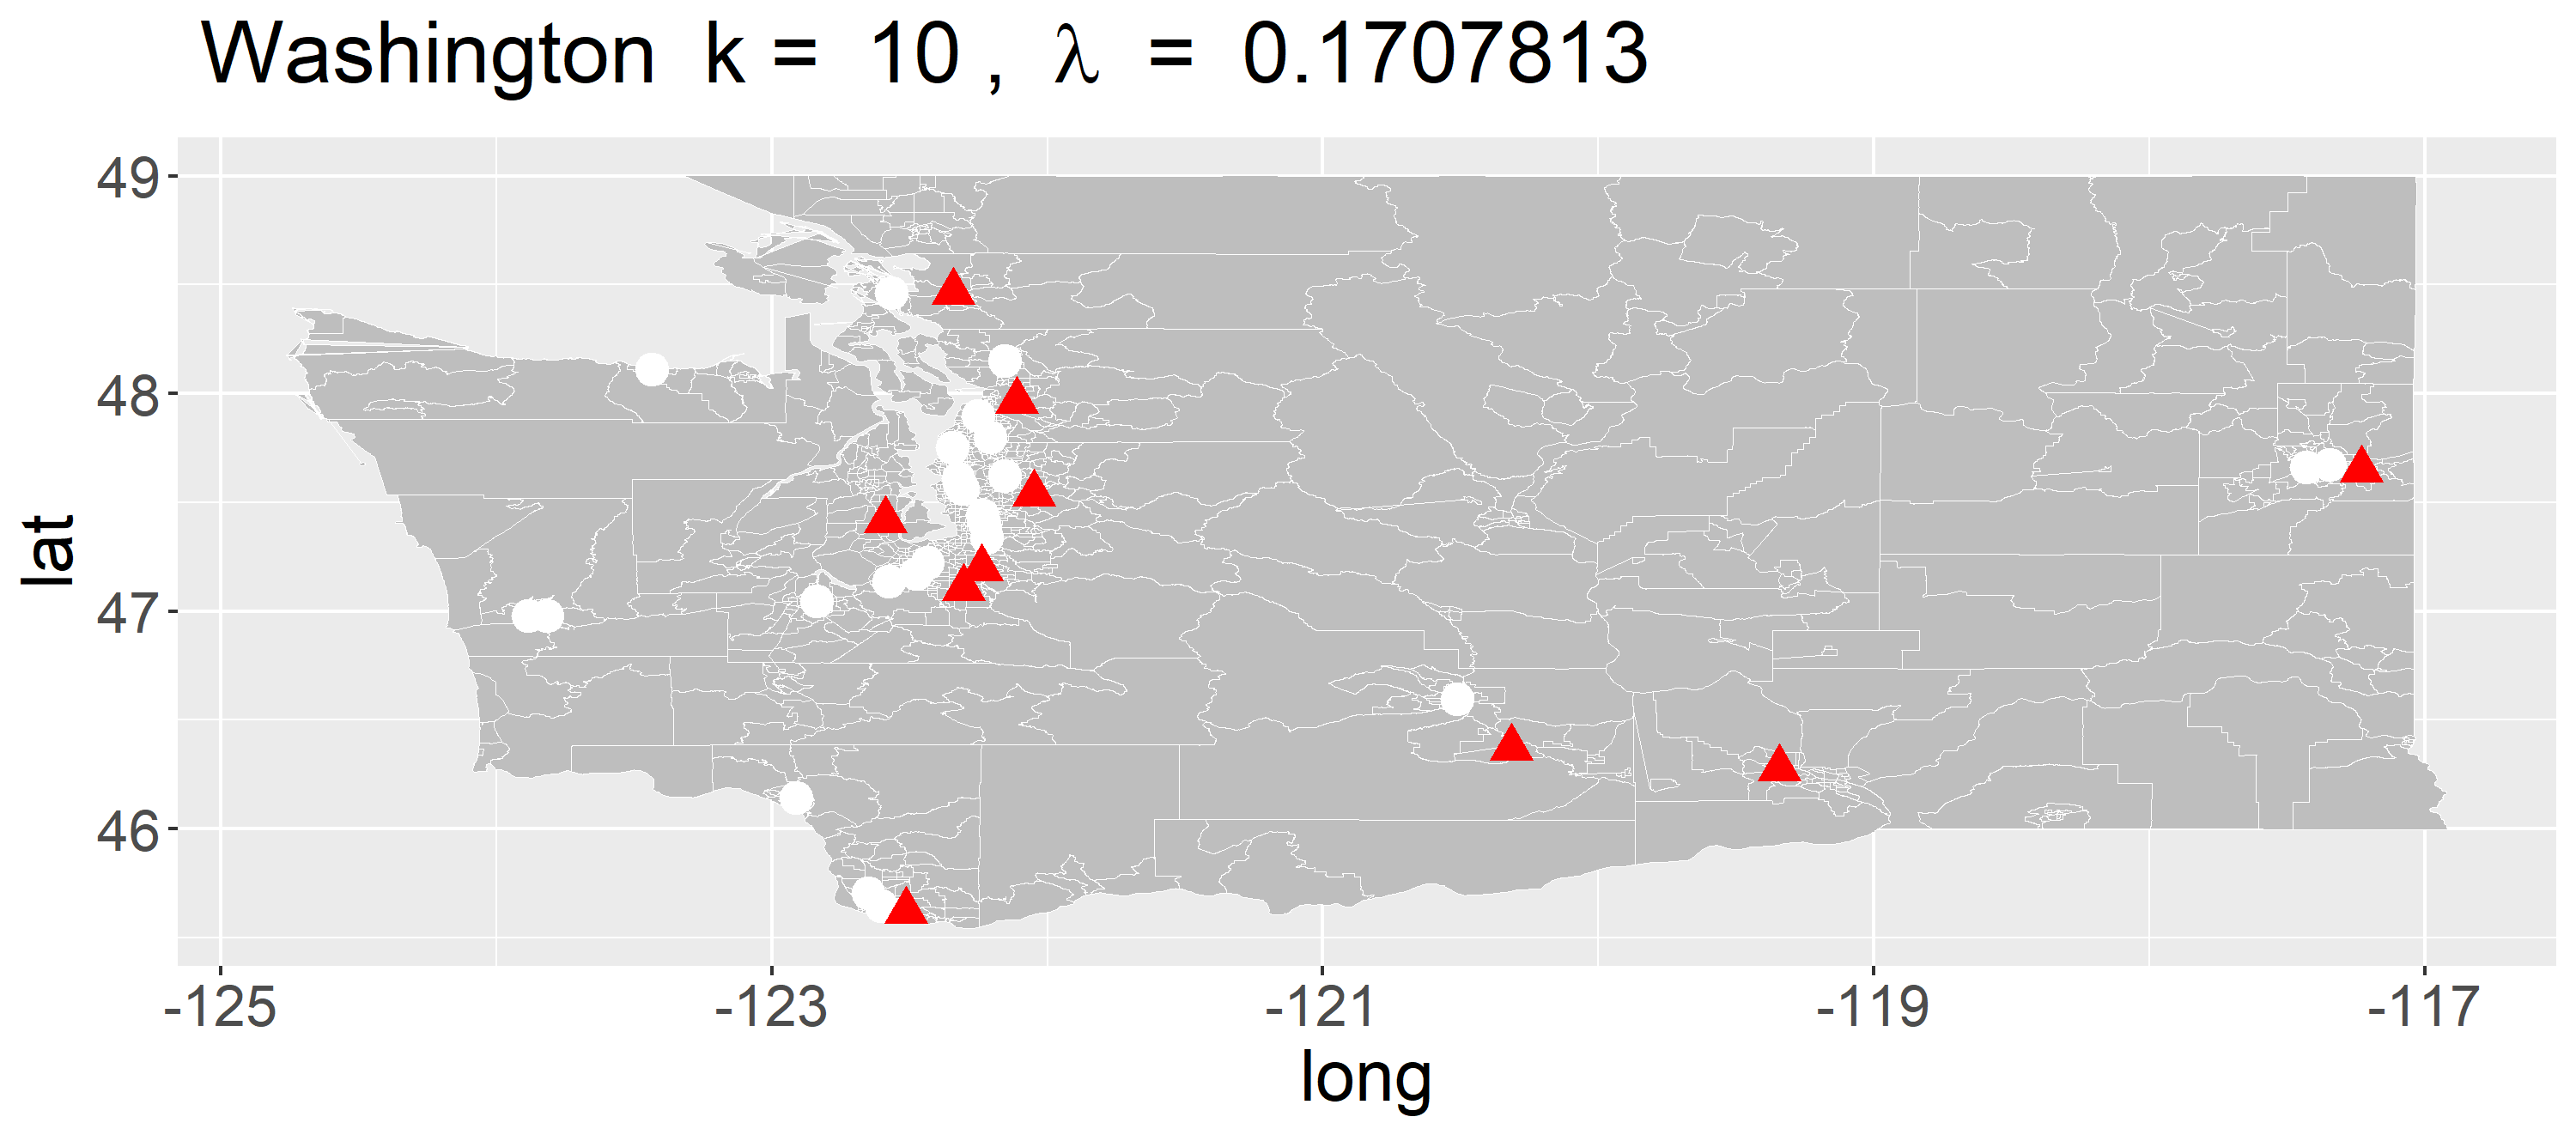 Washington k = 10 , λ = 0.1707813
49
48
47
46
lat
-125 -123 -121 -119 -117
long